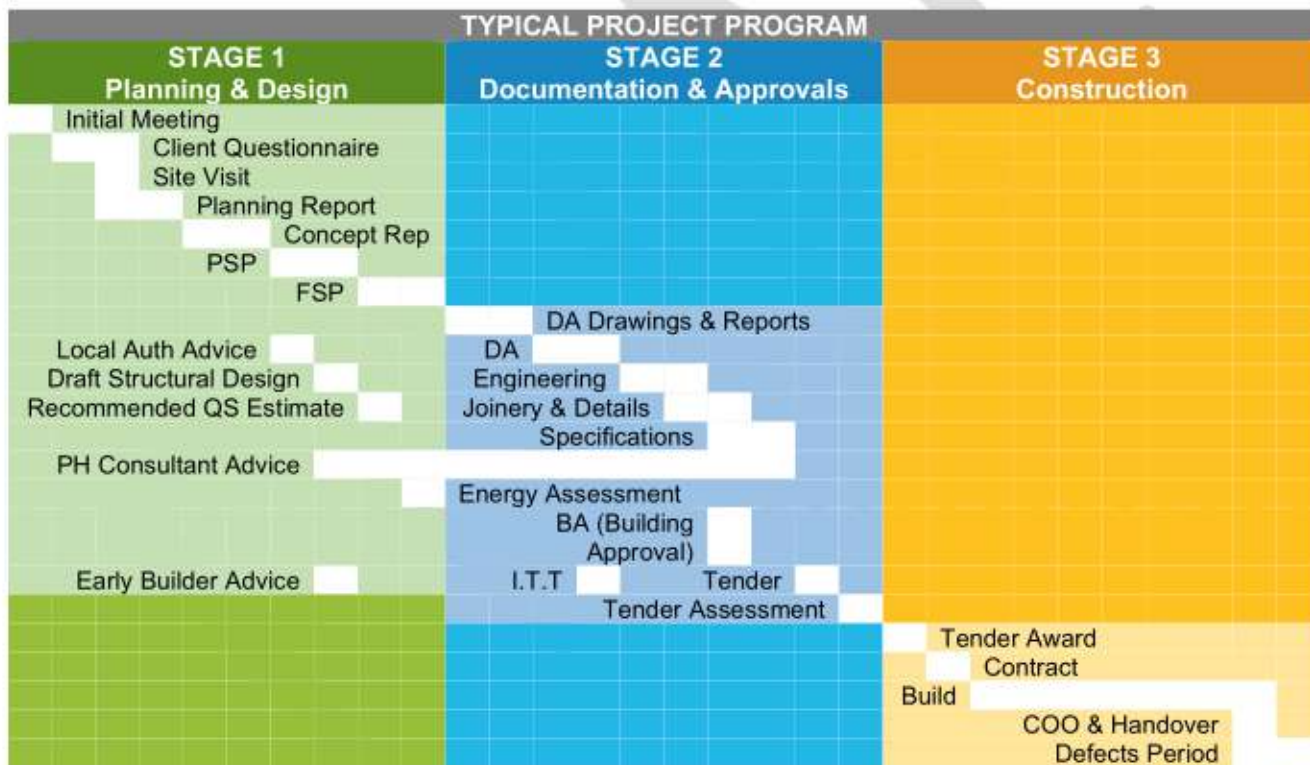 TYPICAL PROJECT PROGRAM
STAGE 1
Planning & Design
STAGE 2
Documentation & Approvals
STAGE 3
Construction
Initial Meeting
Client Questionnaire
Site Visit
Planning Report
Concept Rep
PSP
FSP
DA Drawings & Reports
Local Auth Advice
DA
Draft Structural Design
Engineering
Recommended QS Estimate
Joinery & Details
Specifications
PH Consultant Advice
Energy Assessment
BA (Building
Approval)
Early Builder Advice
I.T.T
Tender
Tender Assessment
Tender Award
Contract
Build
COO & Handover
Defects Period